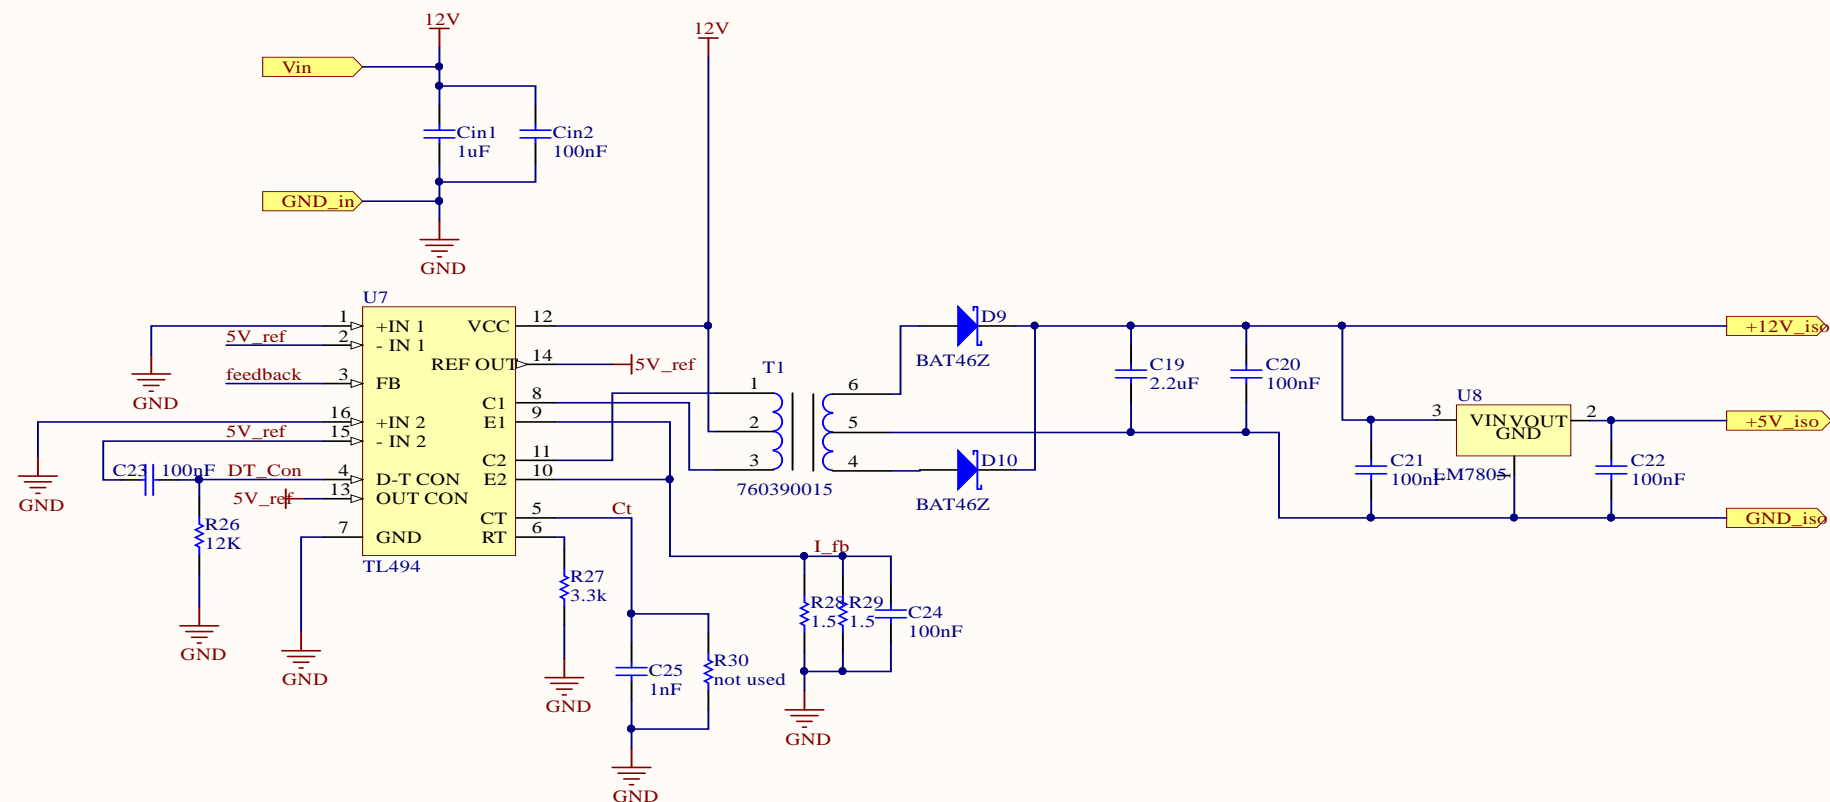 12V
Vin
Cin1
1uF
Cin2
100nF
GND_in
GND
12V
U7
1
+IN 1
5V_ref
2
- IN 1
feedback
3
FB
16
+IN 2
5V_ref
15
- IN 2
C23
100nF
DT_Con
4
D-T CON
5V_ref
13
OUT CON
7
GND
VCC
12
REF OUT
14
5V_ref
C1
8
E1
9
C2
11
E2
10
CT
5
Ct
RT
6
TL494
GND
GND
R26
12K
GND
GND
R27
3.3k
GND
C25
1nF
R30
not used
GND
I_fb
R28
1.5
R29
1.5
C24
100nF
GND
T1
1
2
3
6
5
4
760390015
D9
BAT46Z
D10
BAT46Z
C19
2.2uF
C20
100nF
+12V_iso
U8
3
VIN
VOUT
GND
2
1
LM7805
+5V_iso
C21
100nF
C22
100nF
GND_iso